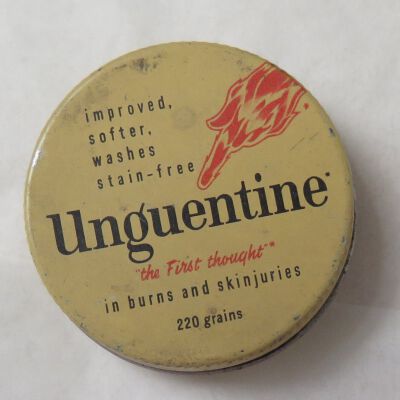 improved,
softer,
washes
stain-free
Unguentine*
"the First thought"*
in burns and skinjuries
220 grains